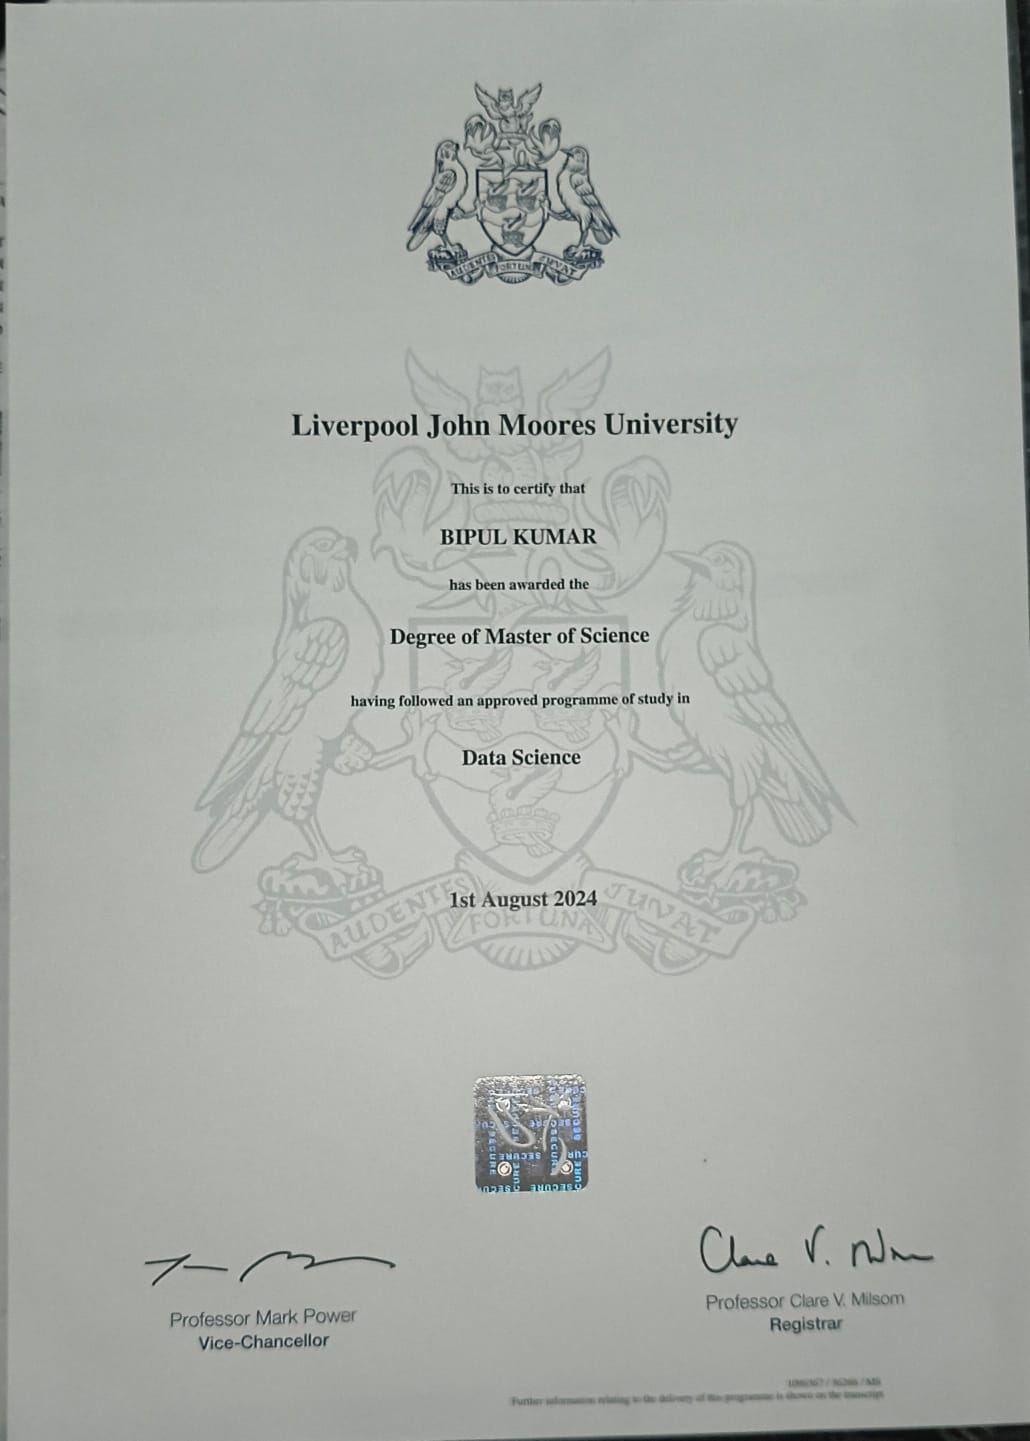 AUDENTES FORTUNA JUVAT
Liverpool John Moores University
This is to certify that
BIPUL KUMAR
has been awarded the
Degree of Master of Science
having followed an approved programme of study in
Data Science
1st August 2024
AUDENTES FORTUNA JUVAT
SECURE
SECURE
SECURE
Clare V.
Professor Mark Power
Vice-Chancellor
Professor Clare V. Milsom
Registrar
Further information relating to the delivery of this programme is shown on the transcript